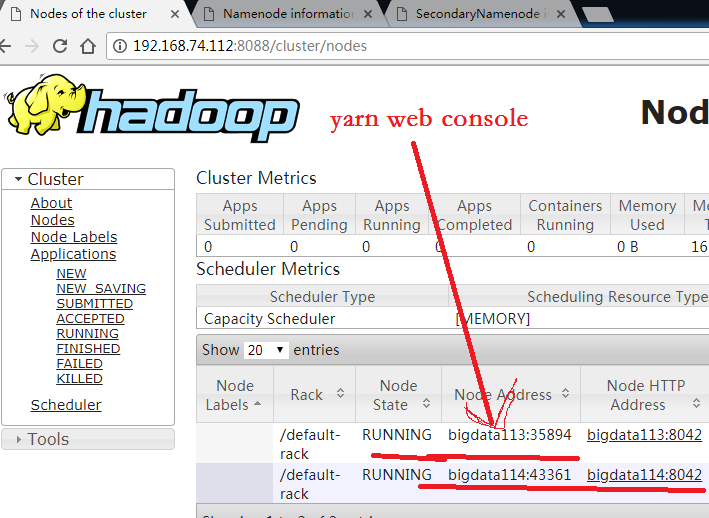 Nodes of the cluster
Namenode information
SecondaryNamenode i
192.168.74.112:8088/cluster/nodes
hadoop
yarn web console
Nod
Cluster
About
Nodes
Node Labels
Applications
NEW
NEW_SAVING
SUBMITTED
ACCEPTED
RUNNING
FINISHED
FAILED
KILLED
Scheduler
Tools
Cluster Metrics
Apps Submitted Apps Pending Apps Running Apps Completed Containers Running Memory Used Me
0 0 0 0 0 0 B 16
Scheduler Metrics
Scheduler Type Scheduling Resource Type
Capacity Scheduler [MEMORY]
Show 20 entries
Node Labels Rack Node State Node Address Node HTTP Address
/default-rack RUNNING bigdata113:35894 bigdata113:8042
/default-rack RUNNING bigdata114:43361 bigdata114:8042